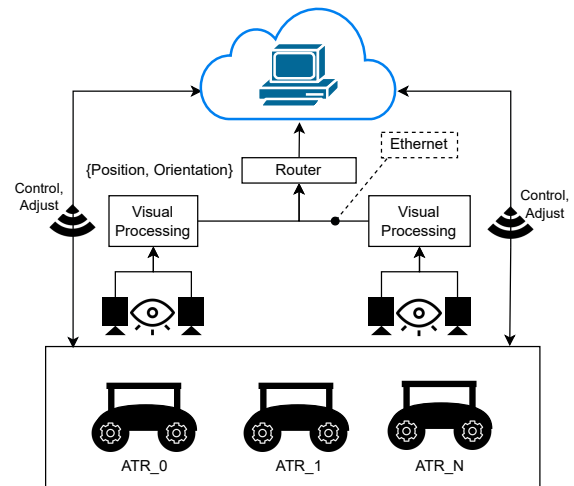 Ethernet
{Position, Orientation}
Router
Control,
Adjust
Visual
Processing
Visual
Processing
Control,
Adjust
ATR_0
ATR_1
ATR_N